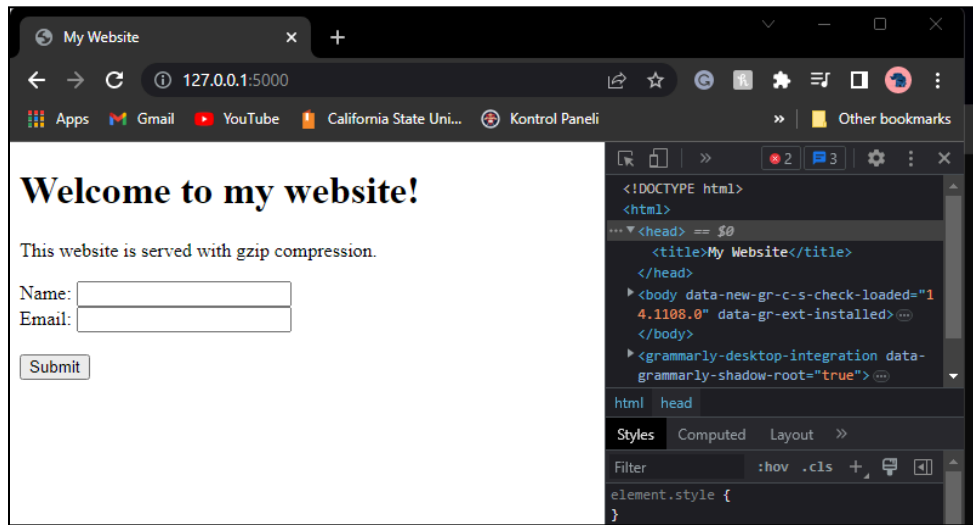 My Website
127.0.0.1:5000
Apps Gmail YouTube California State Uni... Kontrol Paneli » Other bookmarks
Welcome to my website!
This website is served with gzip compression.
Name:
Email:
Submit
» 2 3
<!DOCTYPE html>
<html>
··· <head> == $0
<title>My Website</title>
</head>
<body data-new-gr-c-s-check-loaded="1
4.1108.0" data-gr-ext-installed>
</body>
<grammarly-desktop-integration data-
grammarly-shadow-root="true">
html head
Styles Computed Layout »
Filter :hov .cls +
element.style {
}